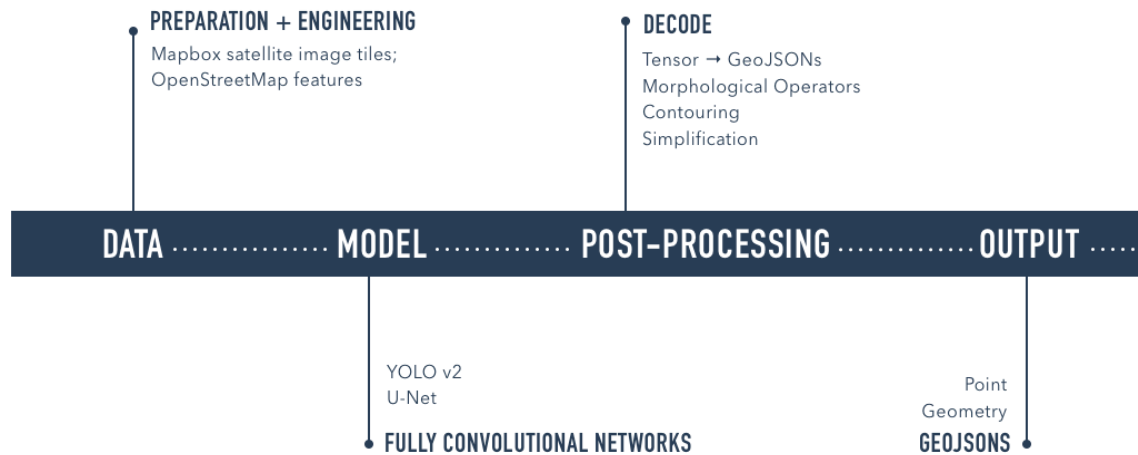 PREPARATION + ENGINEERING
Mapbox satellite image tiles;
OpenStreetMap features
DECODE
Tensor → GeoJSONs
Morphological Operators
Contouring
Simplification
DATA ............... MODEL ............. POST-PROCESSING ............. OUTPUT .....
YOLO v2
U-Net
FULLY CONVOLUTIONAL NETWORKS
Point
Geometry
GEOJSONS